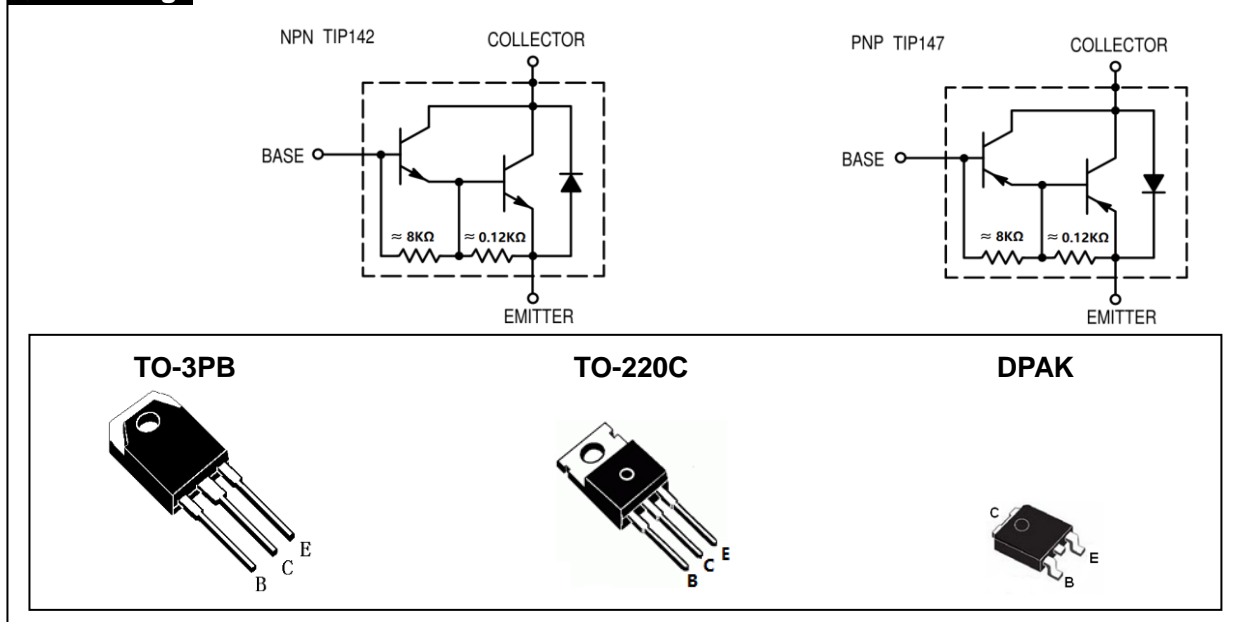 NPN TIP142
COLLECTOR
BASE
≈ 8KΩ
≈ 0.12KΩ
EMITTER
PNP TIP147
COLLECTOR
BASE
≈ 8KΩ
≈ 0.12KΩ
EMITTER
TO-3PB
B
C
E
TO-220C
B
C
E
DPAK
C
B
E